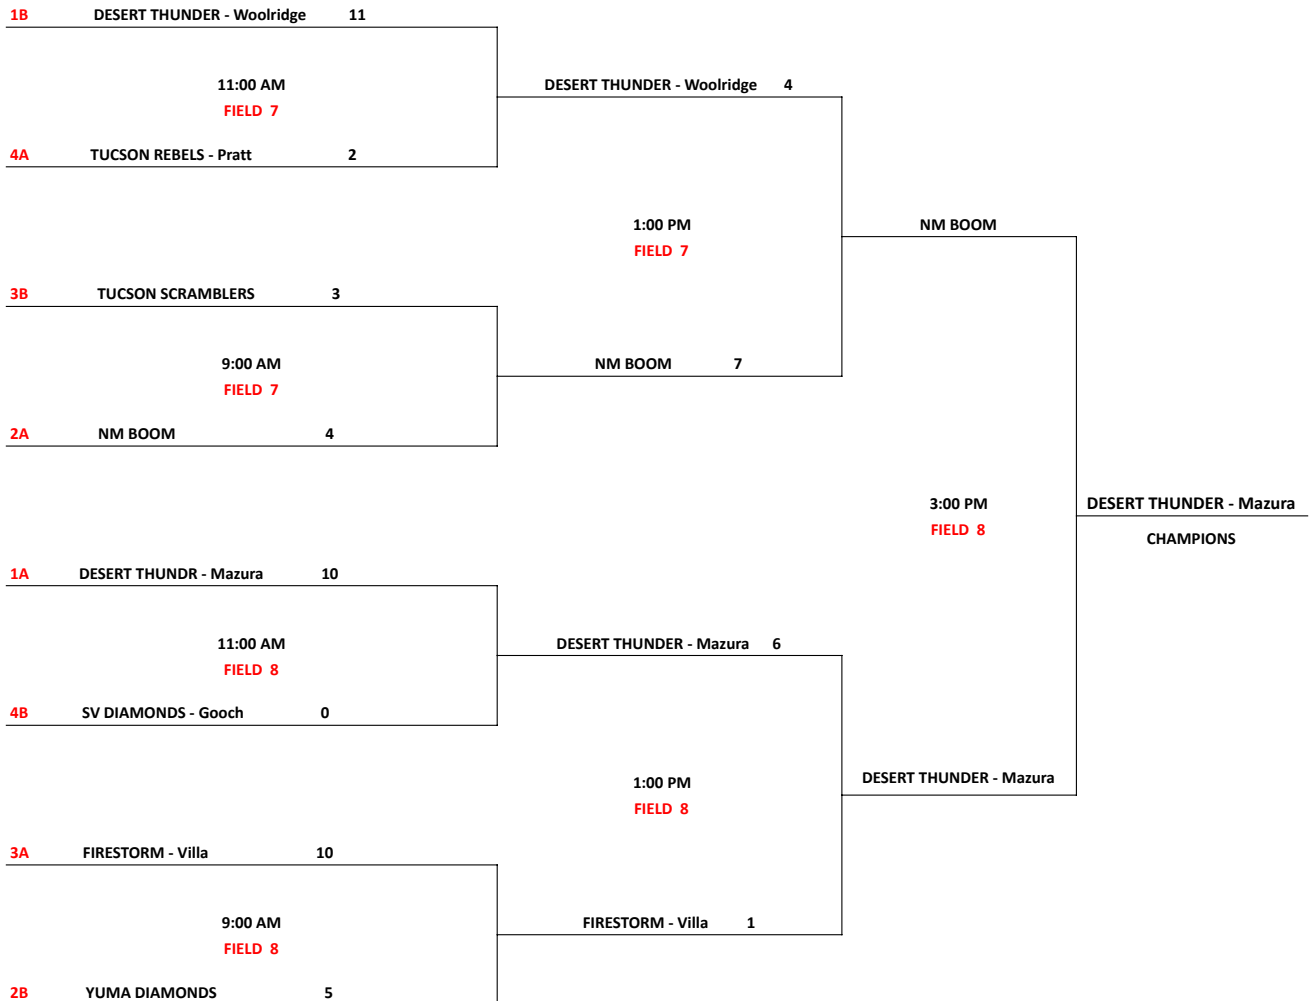 1B DESERT THUNDER - Woolridge 11
11:00 AM
DESERT THUNDER - Woolridge 4
FIELD 7
4A TUCSON REBELS - Pratt 2
1:00 PM
NM BOOM
FIELD 7
3B TUCSON SCRAMBLERS 3
9:00 AM
NM BOOM 7
FIELD 7
2A NM BOOM 4
3:00 PM
DESERT THUNDER - Mazura
FIELD 8
CHAMPIONS
1A DESERT THUNDR - Mazura 10
11:00 AM
DESERT THUNDER - Mazura 6
FIELD 8
4B SV DIAMONDS - Gooch 0
1:00 PM
DESERT THUNDER - Mazura
FIELD 8
3A FIRESTORM - Villa 10
9:00 AM
FIRESTORM - Villa 1
FIELD 8
2B YUMA DIAMONDS 5